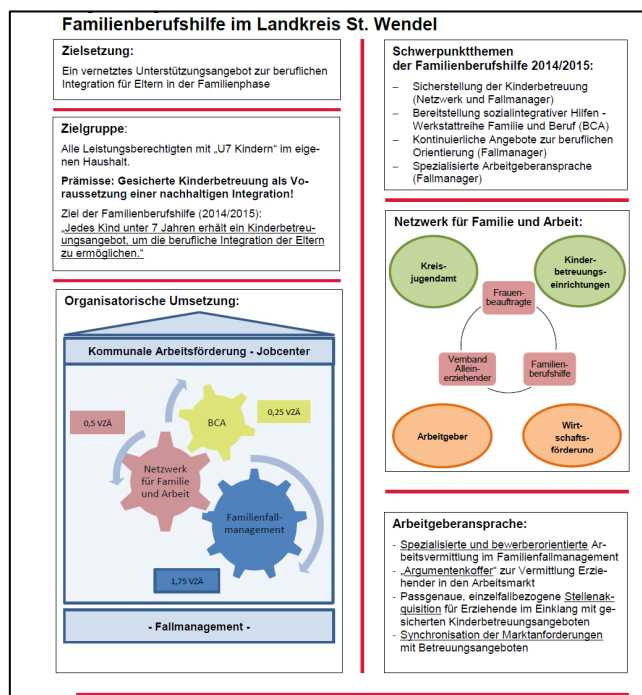 Familienberufshilfe im Landkreis St. Wendel
Zielsetzung:
Ein vernetztes Unterstützungsangebot zur beruflichen
Integration für Eltern in der Familienphase
Zielgruppe:
Alle Leistungsberechtigten mit „U7 Kindern" im eige-
nen Haushalt.
Prämisse: Gesicherte Kinderbetreuung als Vo-
raussetzung einer nachhaltigen Integration!
Ziel der Familienberufshilfe (2014/2015):
„Jedes Kind unter 7 Jahren erhält ein Kinderbetreu-
ungsangebot, um die berufliche Integration der Eltern
zu ermöglichen."
Organisatorische Umsetzung:
Kommunale Arbeitsförderung - Jobcenter
0,5 VZÄ
BCA
0,25 VZÄ
Netzwerk
für Familie
und Arbeit
Familienfall-
management
1,75 VZÄ
- Fallmanagement -
Schwerpunktthemen
der Familienberufshilfe 2014/2015:
– Sicherstellung der Kinderbetreuung
(Netzwerk und Fallmanager)
– Bereitstellung sozialintegrativer Hilfen -
Werkstattreihe Familie und Beruf (BCA)
– Kontinuierliche Angebote zur beruflichen
Orientierung (Fallmanager)
– Spezialisierte Arbeitgeberansprache
(Fallmanager)
Netzwerk für Familie und Arbeit:
Kreis-
jugendamt
Kinder-
betreuungs-
einrichtungen
Frauen-
beauftragte
Verband
Allein-
erziehender
Familien-
berufshilfe
Arbeitgeber
Wirt-
schafts-
förderung
Arbeitgeberansprache:
- Spezialisierte und bewerberorientierte Ar-
beitsvermittlung im Familienfallmanagement
- „Argumentenkoffer" zur Vermittlung Erzie-
hender in den Arbeitsmarkt
- Passgenaue, einzelfallbezogene Stellenak-
quisition für Erziehende im Einklang mit ge-
sicherten Kinderbetreuungsangeboten
- Synchronisation der Marktanforderungen
mit Betreuungsangeboten